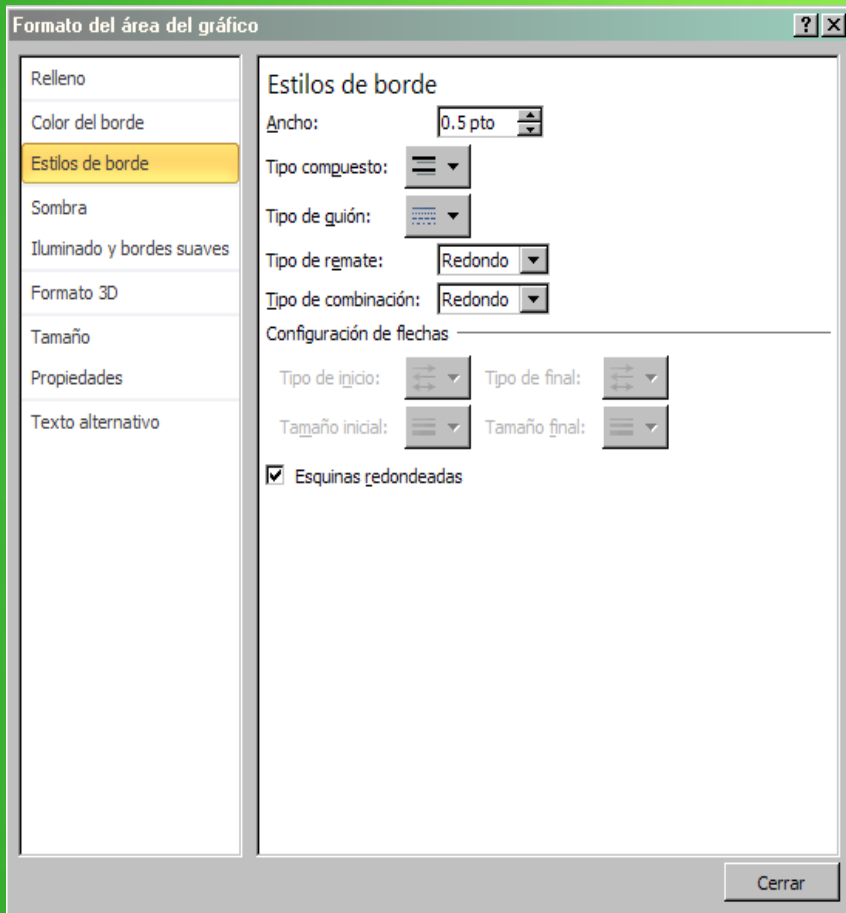 Formato del área del gráfico
Relleno
Color del borde
Estilos de borde
Sombra
Iluminado y bordes suaves
Formato 3D
Tamaño
Propiedades
Texto alternativo
Estilos de borde
Ancho: 0.5 pto
Tipo compuesto:
Tipo de guión:
Tipo de remate: Redondo
Tipo de combinación: Redondo
Configuración de flechas
Tipo de inicio: Tipo de final:
Tamaño inicial: Tamaño final:
Esquinas redondeadas
Cerrar